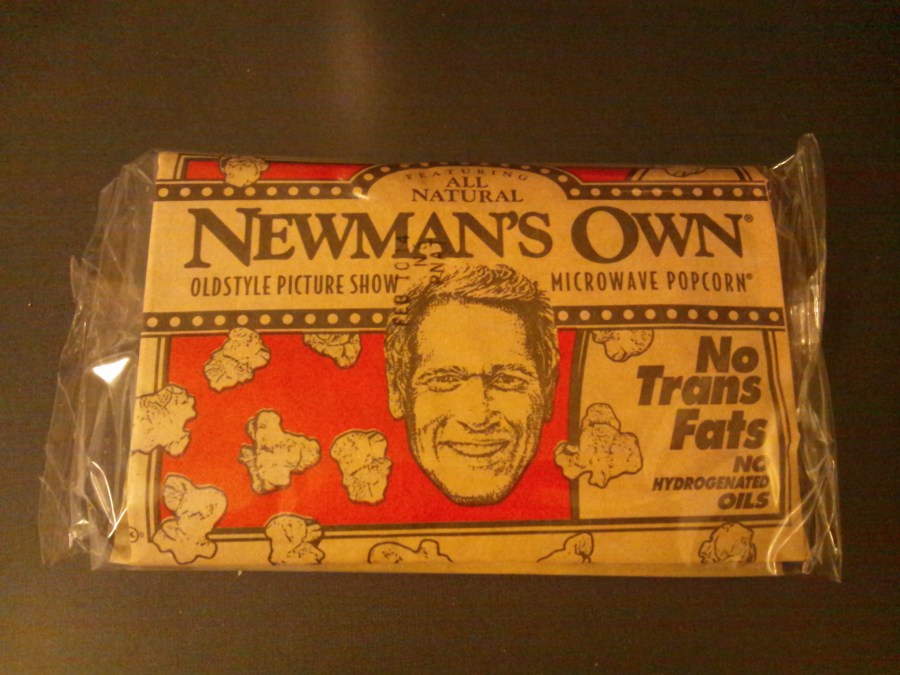 FEATURING
ALL
NATURAL
NEWMAN'S OWN®
OLDSTYLE PICTURE SHOW MICROWAVE POPCORN®
No
Trans
Fats
NO
HYDROGENATED
OILS